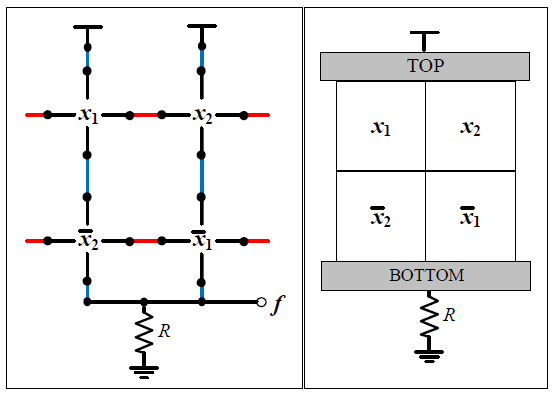 x₁ x₂
x̅₂ x̅₁
f
R
TOP
x₁ x₂
x̅₂ x̅₁
BOTTOM
R